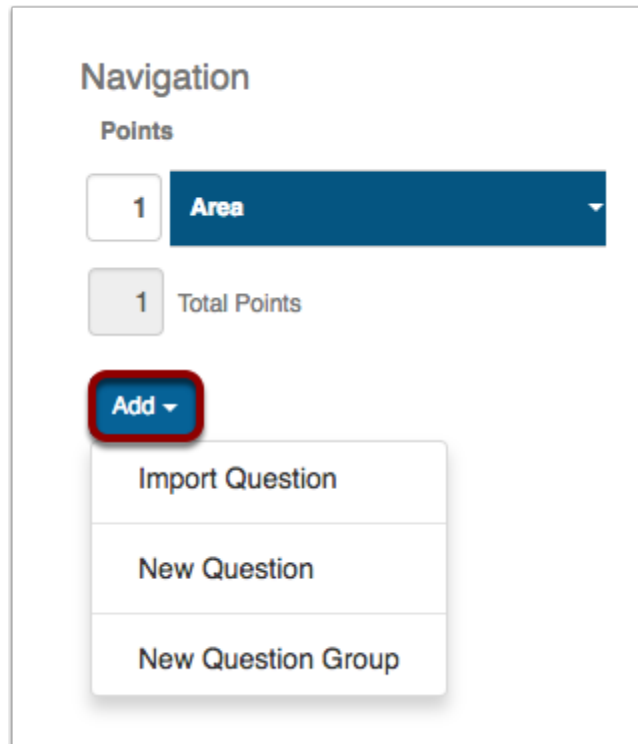 Navigation
Points
1 Area
1 Total Points
Add
Import Question
New Question
New Question Group